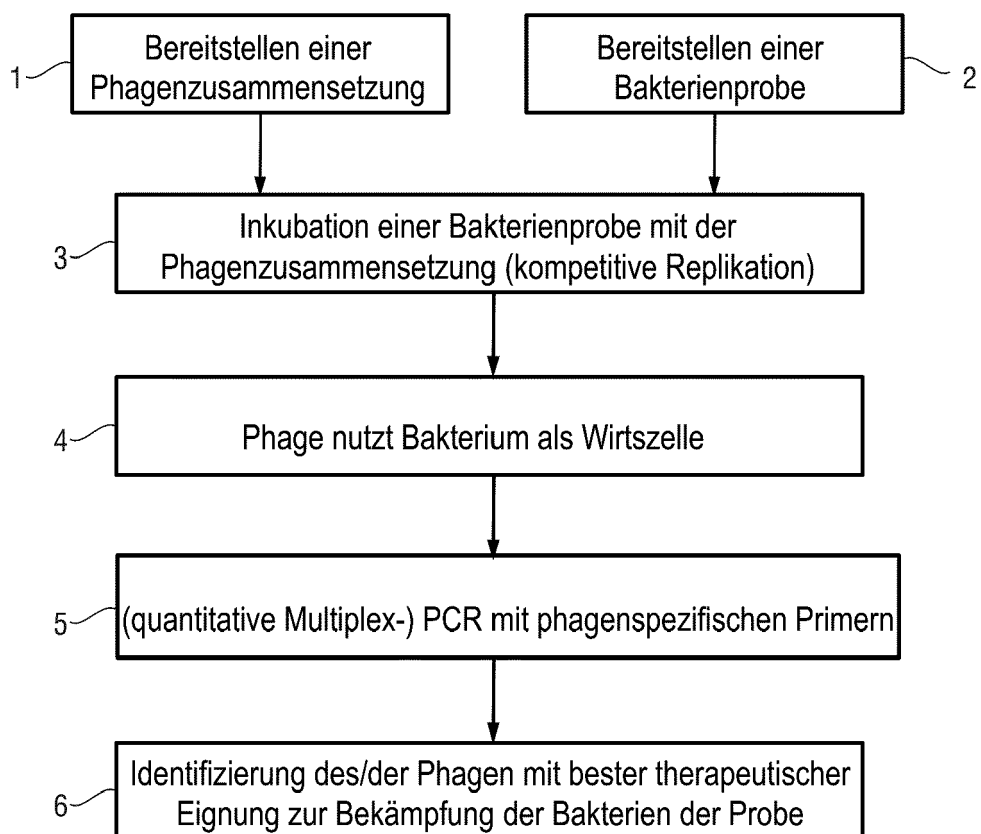 1
Bereitstellen einer
Phagenzusammensetzung
Bereitstellen einer
Bakterienprobe
2
3
Inkubation einer Bakterienprobe mit der
Phagenzusammensetzung (kompetitive Replikation)
4
Phage nutzt Bakterium als Wirtszelle
5
(quantitative Multiplex-) PCR mit phagenspezifischen Primern
6
Identifizierung des/der Phagen mit bester therapeutischer
Eignung zur Bekämpfung der Bakterien der Probe